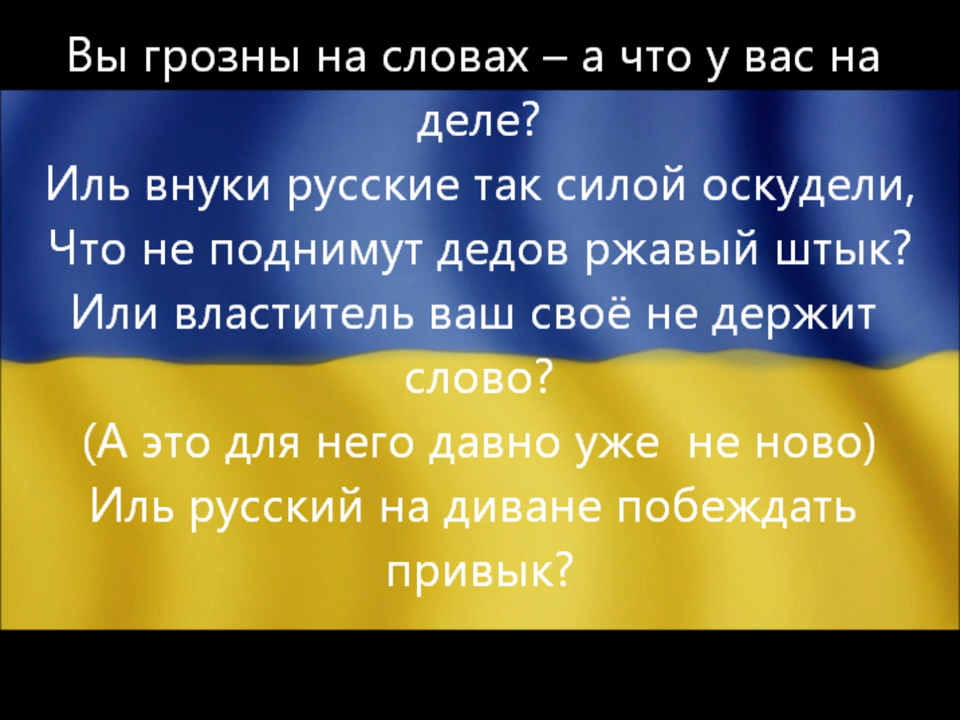 Вы грозны на словах – а что у вас на
деле?
Иль внуки русские так силой оскудели,
Что не поднимут дедов ржавый штык?
Или властитель ваш своё не держит
слово?
(А это для него давно уже  не ново)
Иль русский на диване побеждать
привык?